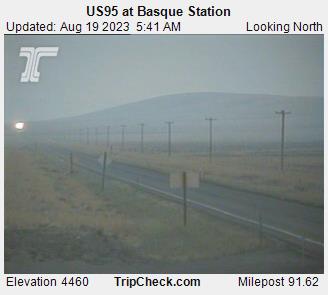 US95 at Basque Station
Updated: Aug 19 2023 5:41 AM Looking North
Elevation 4460 TripCheck.com Milepost 91.62